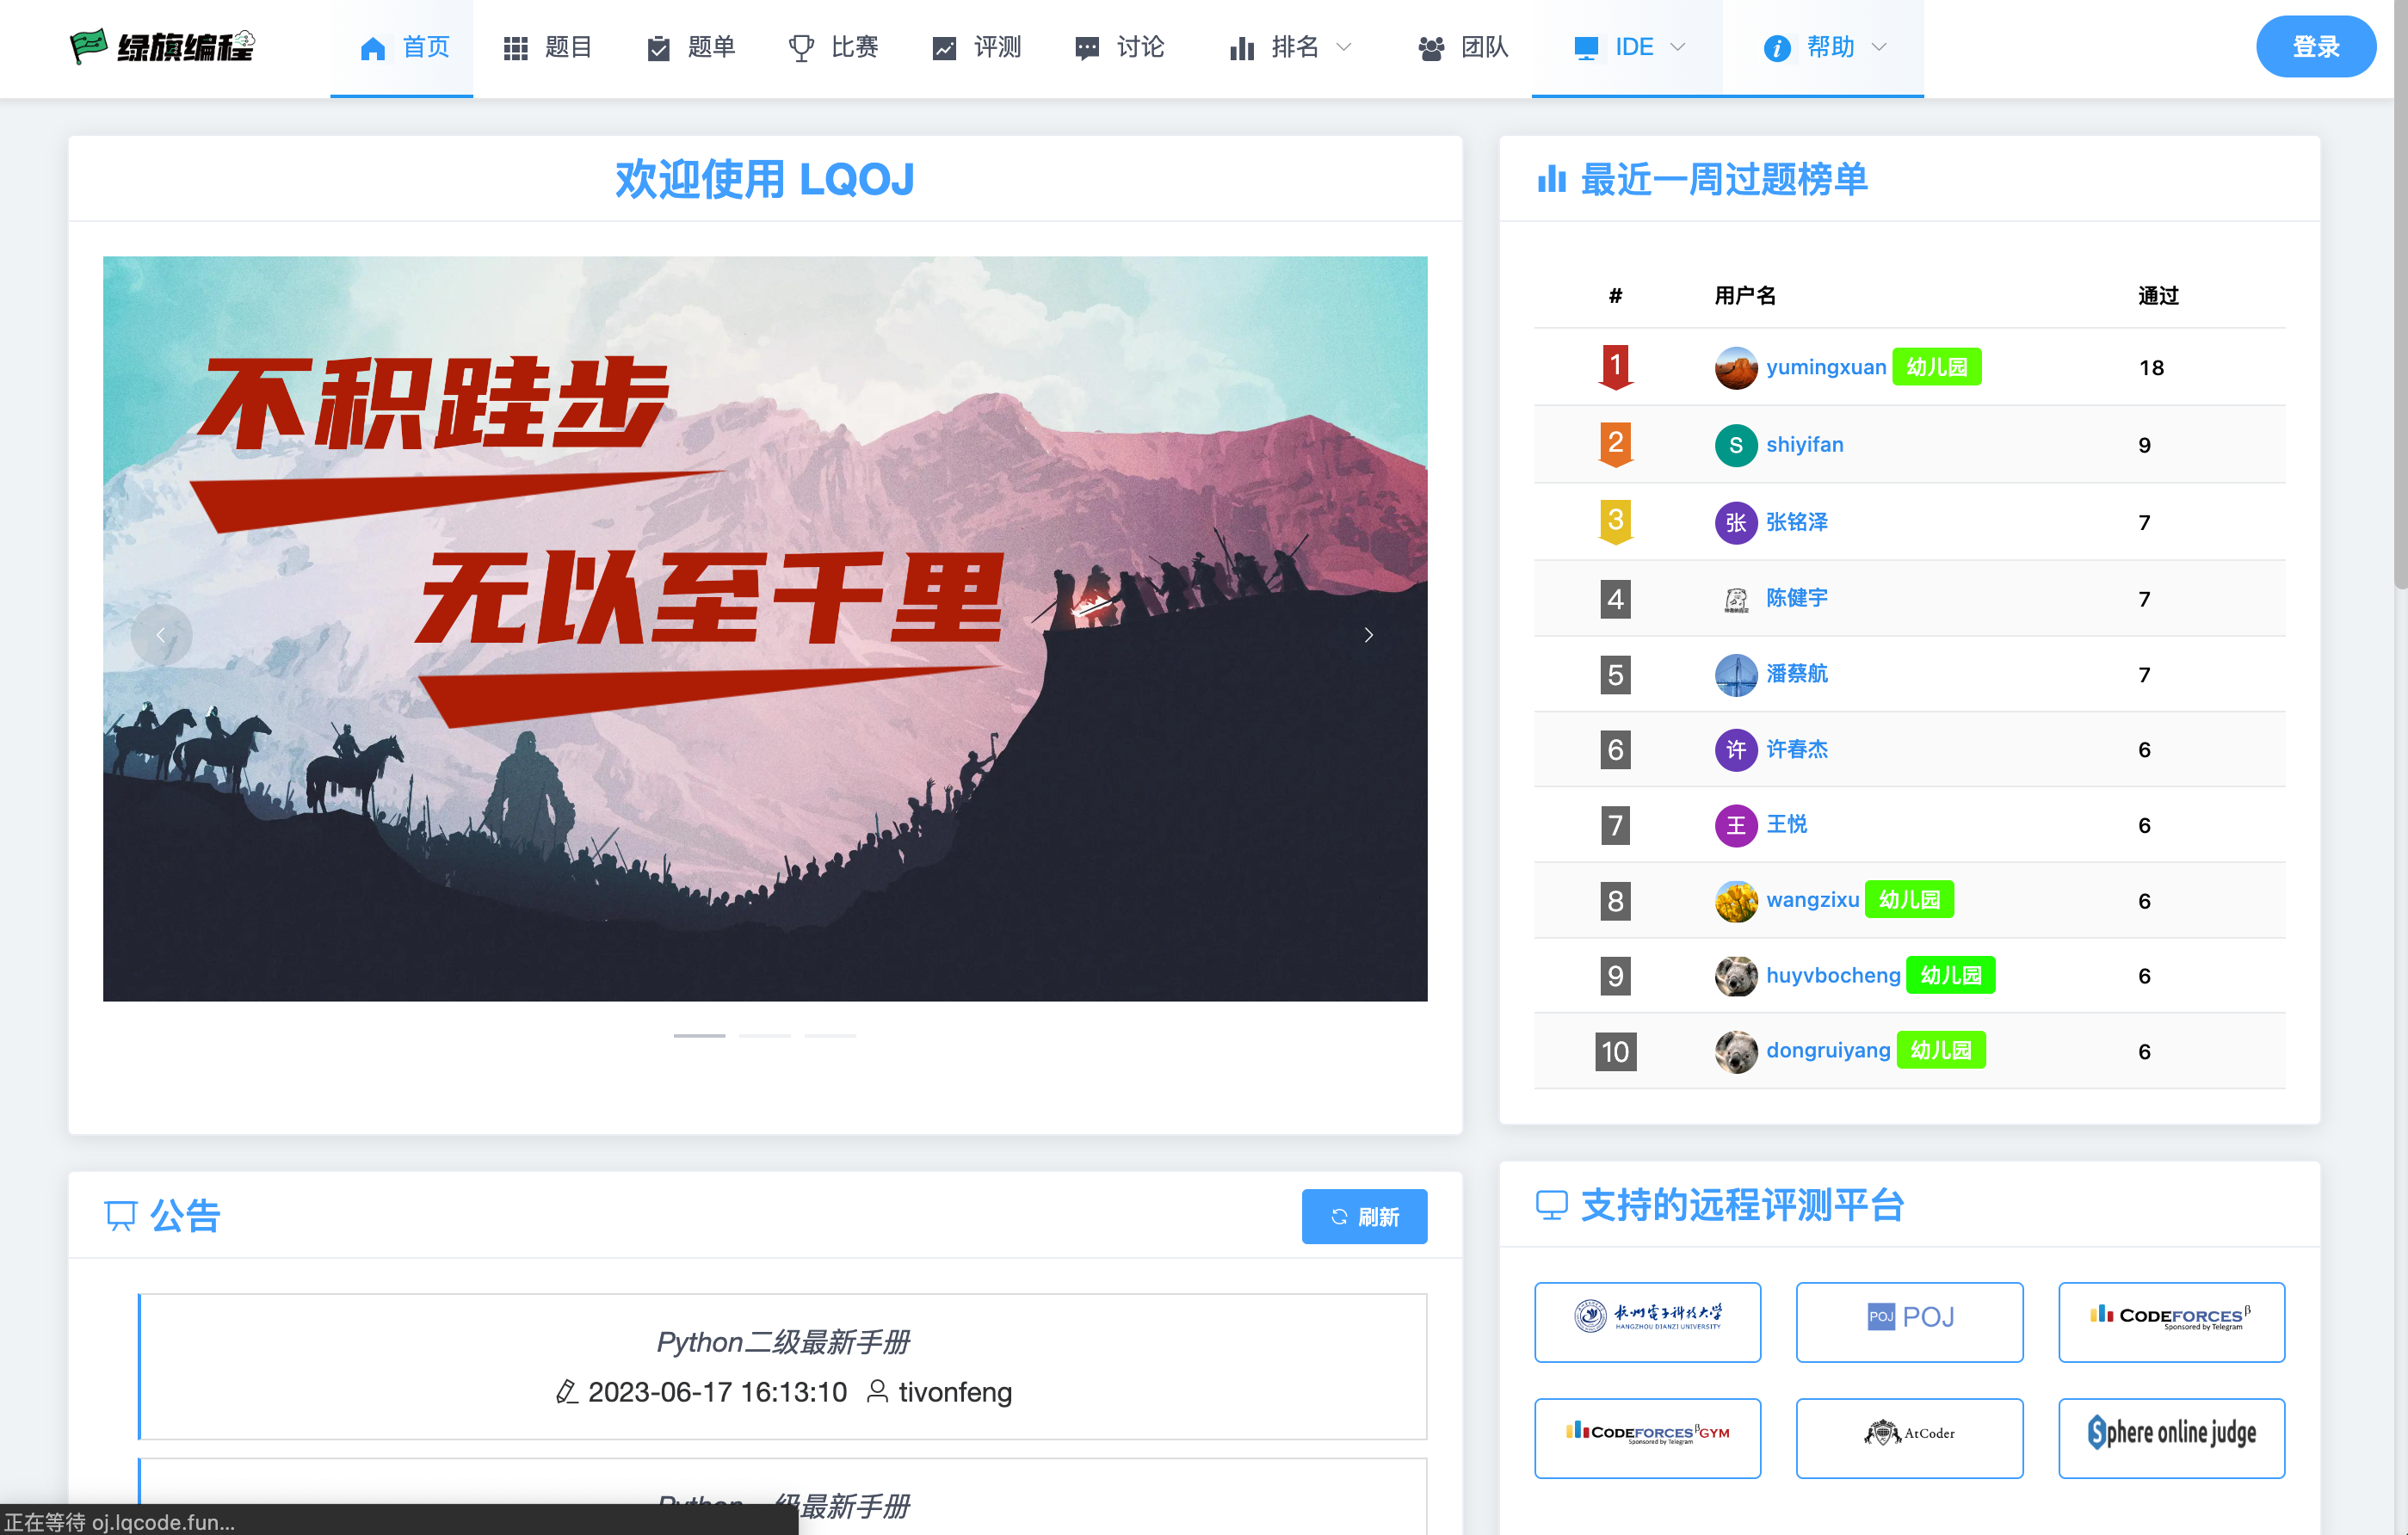 绿旗编程
首页
题目
题单
比赛
评测
讨论
排名
团队
IDE
帮助
登录
欢迎使用 LQOJ
不积跬步
无以至千里
最近一周过题榜单
# 用户名 通过
1 yumingxuan 幼儿园 18
2 S shiyifan 9
3 张 张铭泽 7
4 陈健宇 7
5 潘蔡航 7
6 许 许春杰 6
7 王 王悦 6
8 wangzixu 幼儿园 6
9 huyvbocheng 幼儿园 6
10 dongruiyang 幼儿园 6
公告
刷新
Python二级最新手册
2023-06-17 16:13:10 tivonfeng
级最新手册
支持的远程评测平台
杭州电子科技大学
HANGZHOU DIANZI UNIVERSITY
POJ POJ
CODEFORCES β
Sponsored by Telegram
CODEFORCES β GYM
Sponsored by Telegram
AtCoder
Sphere online judge
正在等待 oj.lqcode.fun...